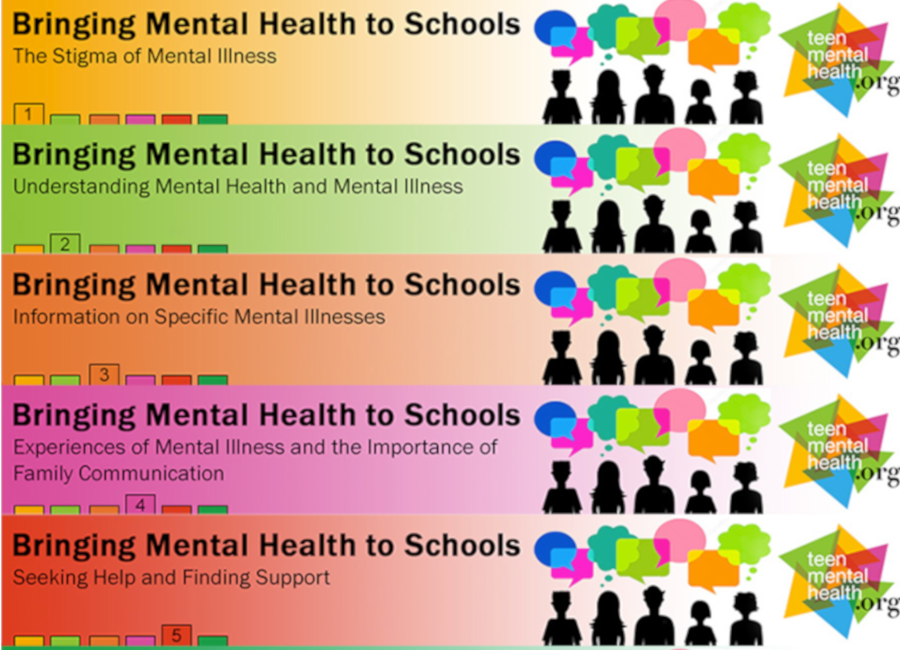 Bringing Mental Health to Schools
The Stigma of Mental Illness
1
teen
mental
health
.org
Bringing Mental Health to Schools
Understanding Mental Health and Mental Illness
2
teen
mental
health
.org
Bringing Mental Health to Schools
Information on Specific Mental Illnesses
3
teen
mental
health
.org
Bringing Mental Health to Schools
Experiences of Mental Illness and the Importance of
Family Communication
4
teen
mental
health
.org
Bringing Mental Health to Schools
Seeking Help and Finding Support
5
teen
mental
health
.org